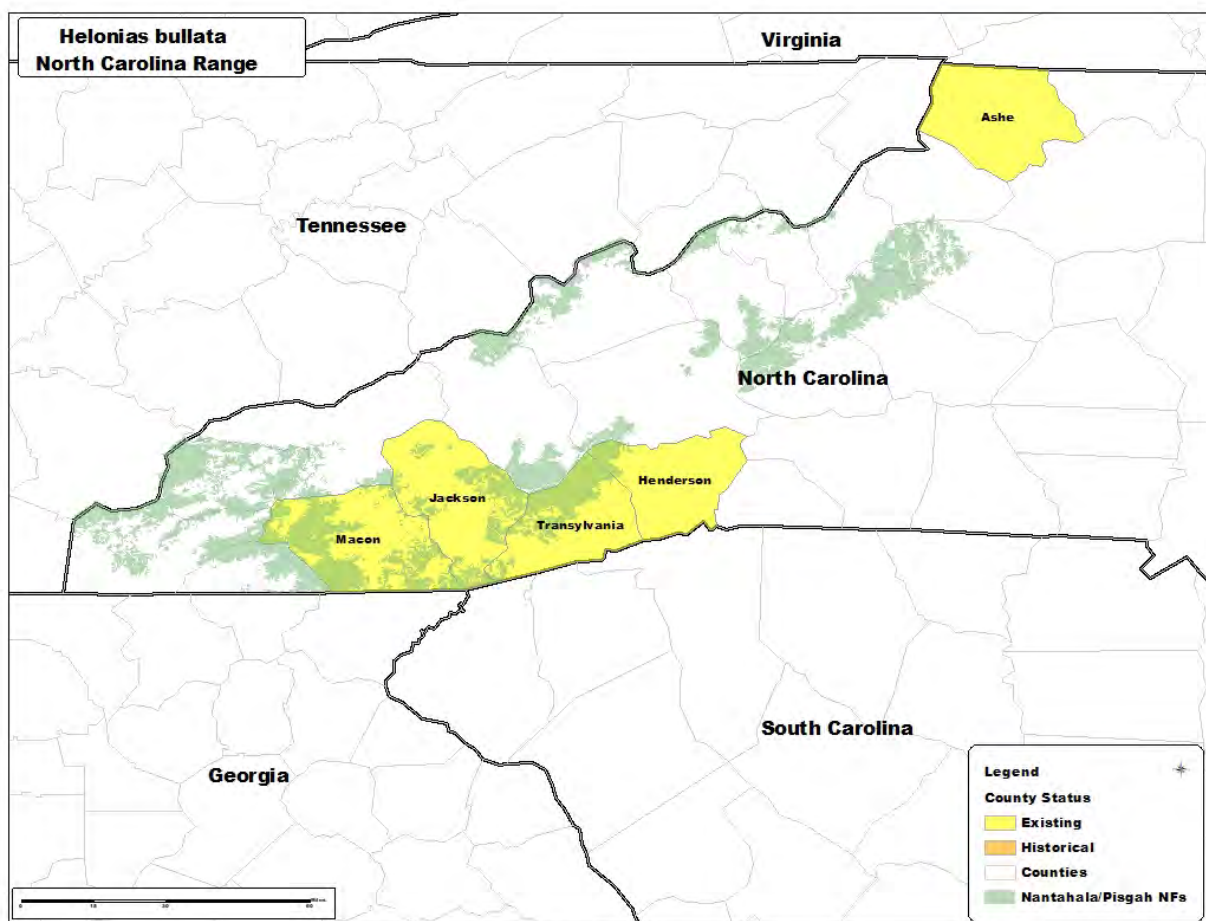 Helonias bullata
North Carolina Range
Virginia
Ashe
Tennessee
North Carolina
Henderson
Jackson
Transylvania
Macon
South Carolina
Georgia
Legend
County Status
Existing
Historical
Counties
Nantahala/Pisgah NFs